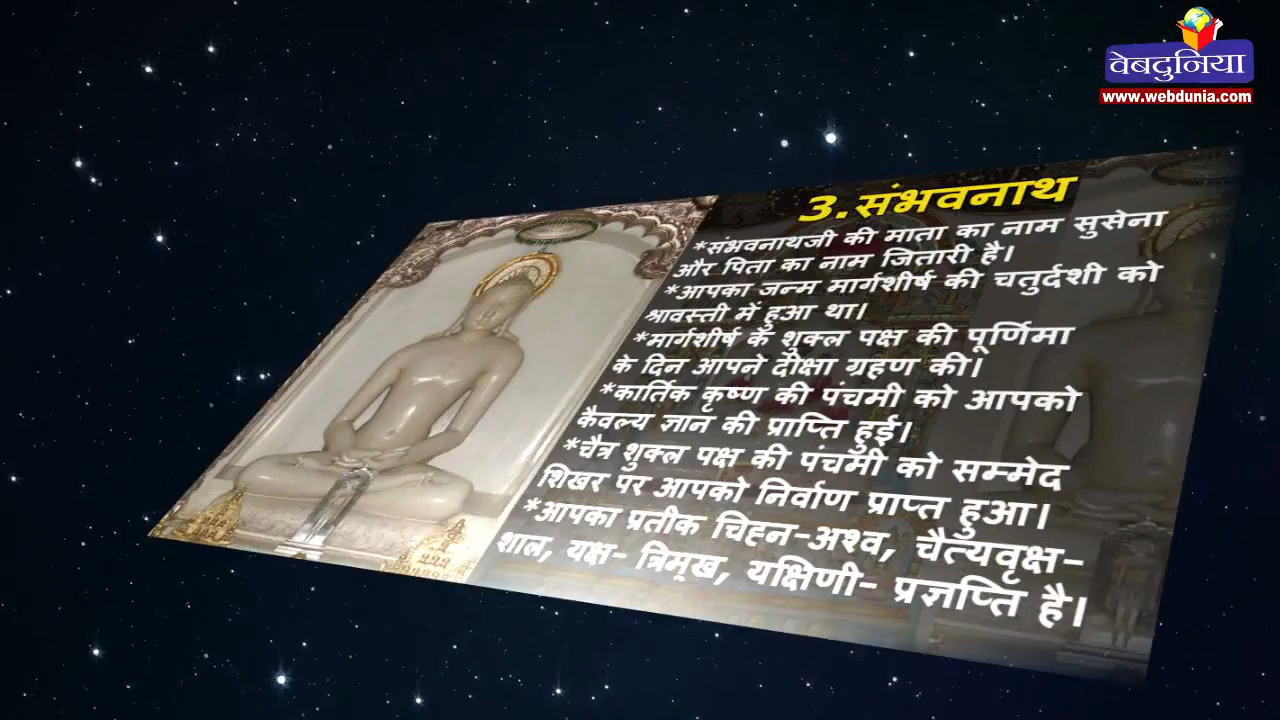 वेबदुनिया
www.webdunia.com
3.संभवनाथ
*संभवनाथजी की माता का नाम सुसेना
और पिता का नाम जितारी है।
*आपका जन्म मार्गशीर्ष की चतुर्दशी को
श्रावस्ती में हुआ था।
*मार्गशीर्ष के शुक्ल पक्ष की पूर्णिमा
के दिन आपने दीक्षा ग्रहण की।
*कार्तिक कृष्ण की पंचमी को आपको
कैवल्य ज्ञान की प्राप्ति हुई।
*चैत्र शुक्ल पक्ष की पंचमी को सम्मेद
शिखर पर आपको निर्वाण प्राप्त हुआ।
*आपका प्रतीक चिह्न-अश्व, चैत्यवृक्ष-
शाल, यक्ष- त्रिमुख, यक्षिणी- प्रज्ञप्ति है।